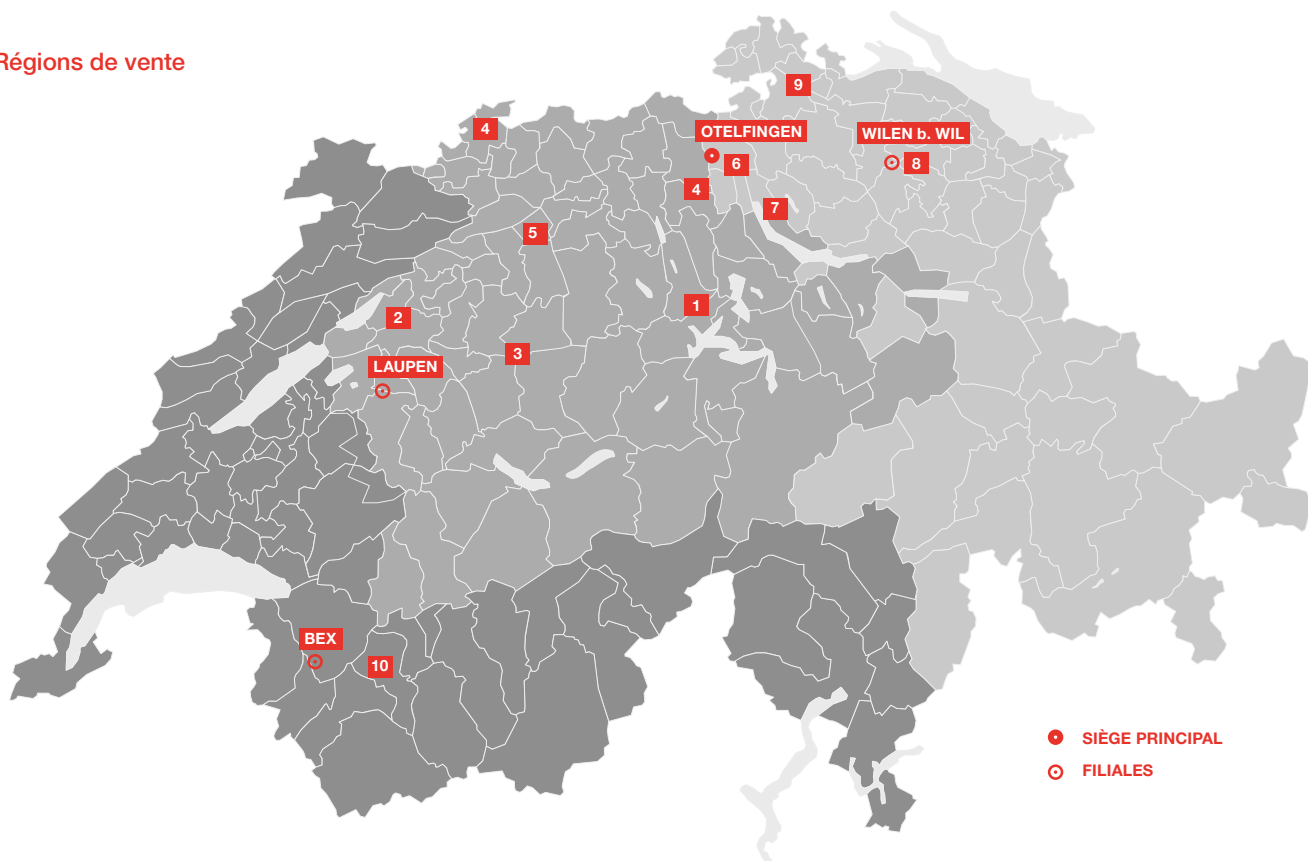 Régions de vente
9
4
OTELFINGEN
WILEN b. WIL
6
8
4
7
5
1
2
3
LAUPEN
BEX
10
SIÈGE PRINCIPAL
FILIALES